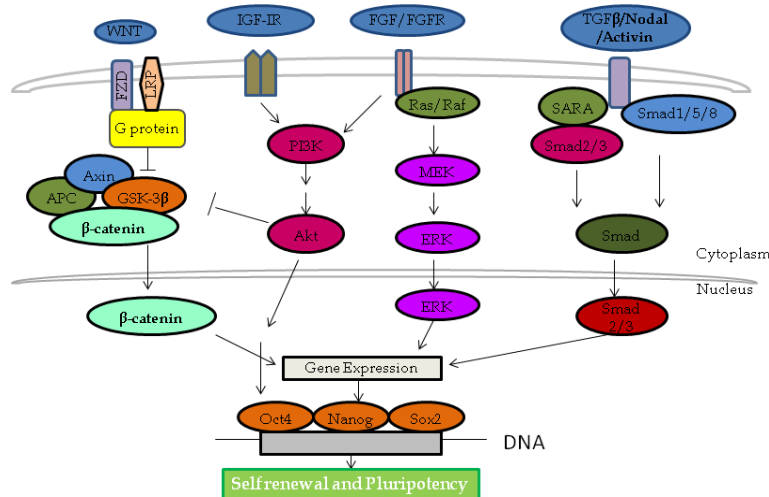 WNT
IGF-IR
FGF/FGFR
TGFβ/Nodal
/Activin
FZD
LRP
G protein
Ras/Raf
SARA
Smad1/5/8
Smad2/3
PI3K
MEK
Axin
APC
GSK-3β
β-catenin
Akt
ERK
Smad
Cytoplasm
Nucleus
β-catenin
ERK
Smad
2/3
Gene Expression
Oct4
Nanog
Sox2
DNA
Self renewal and Pluripotency